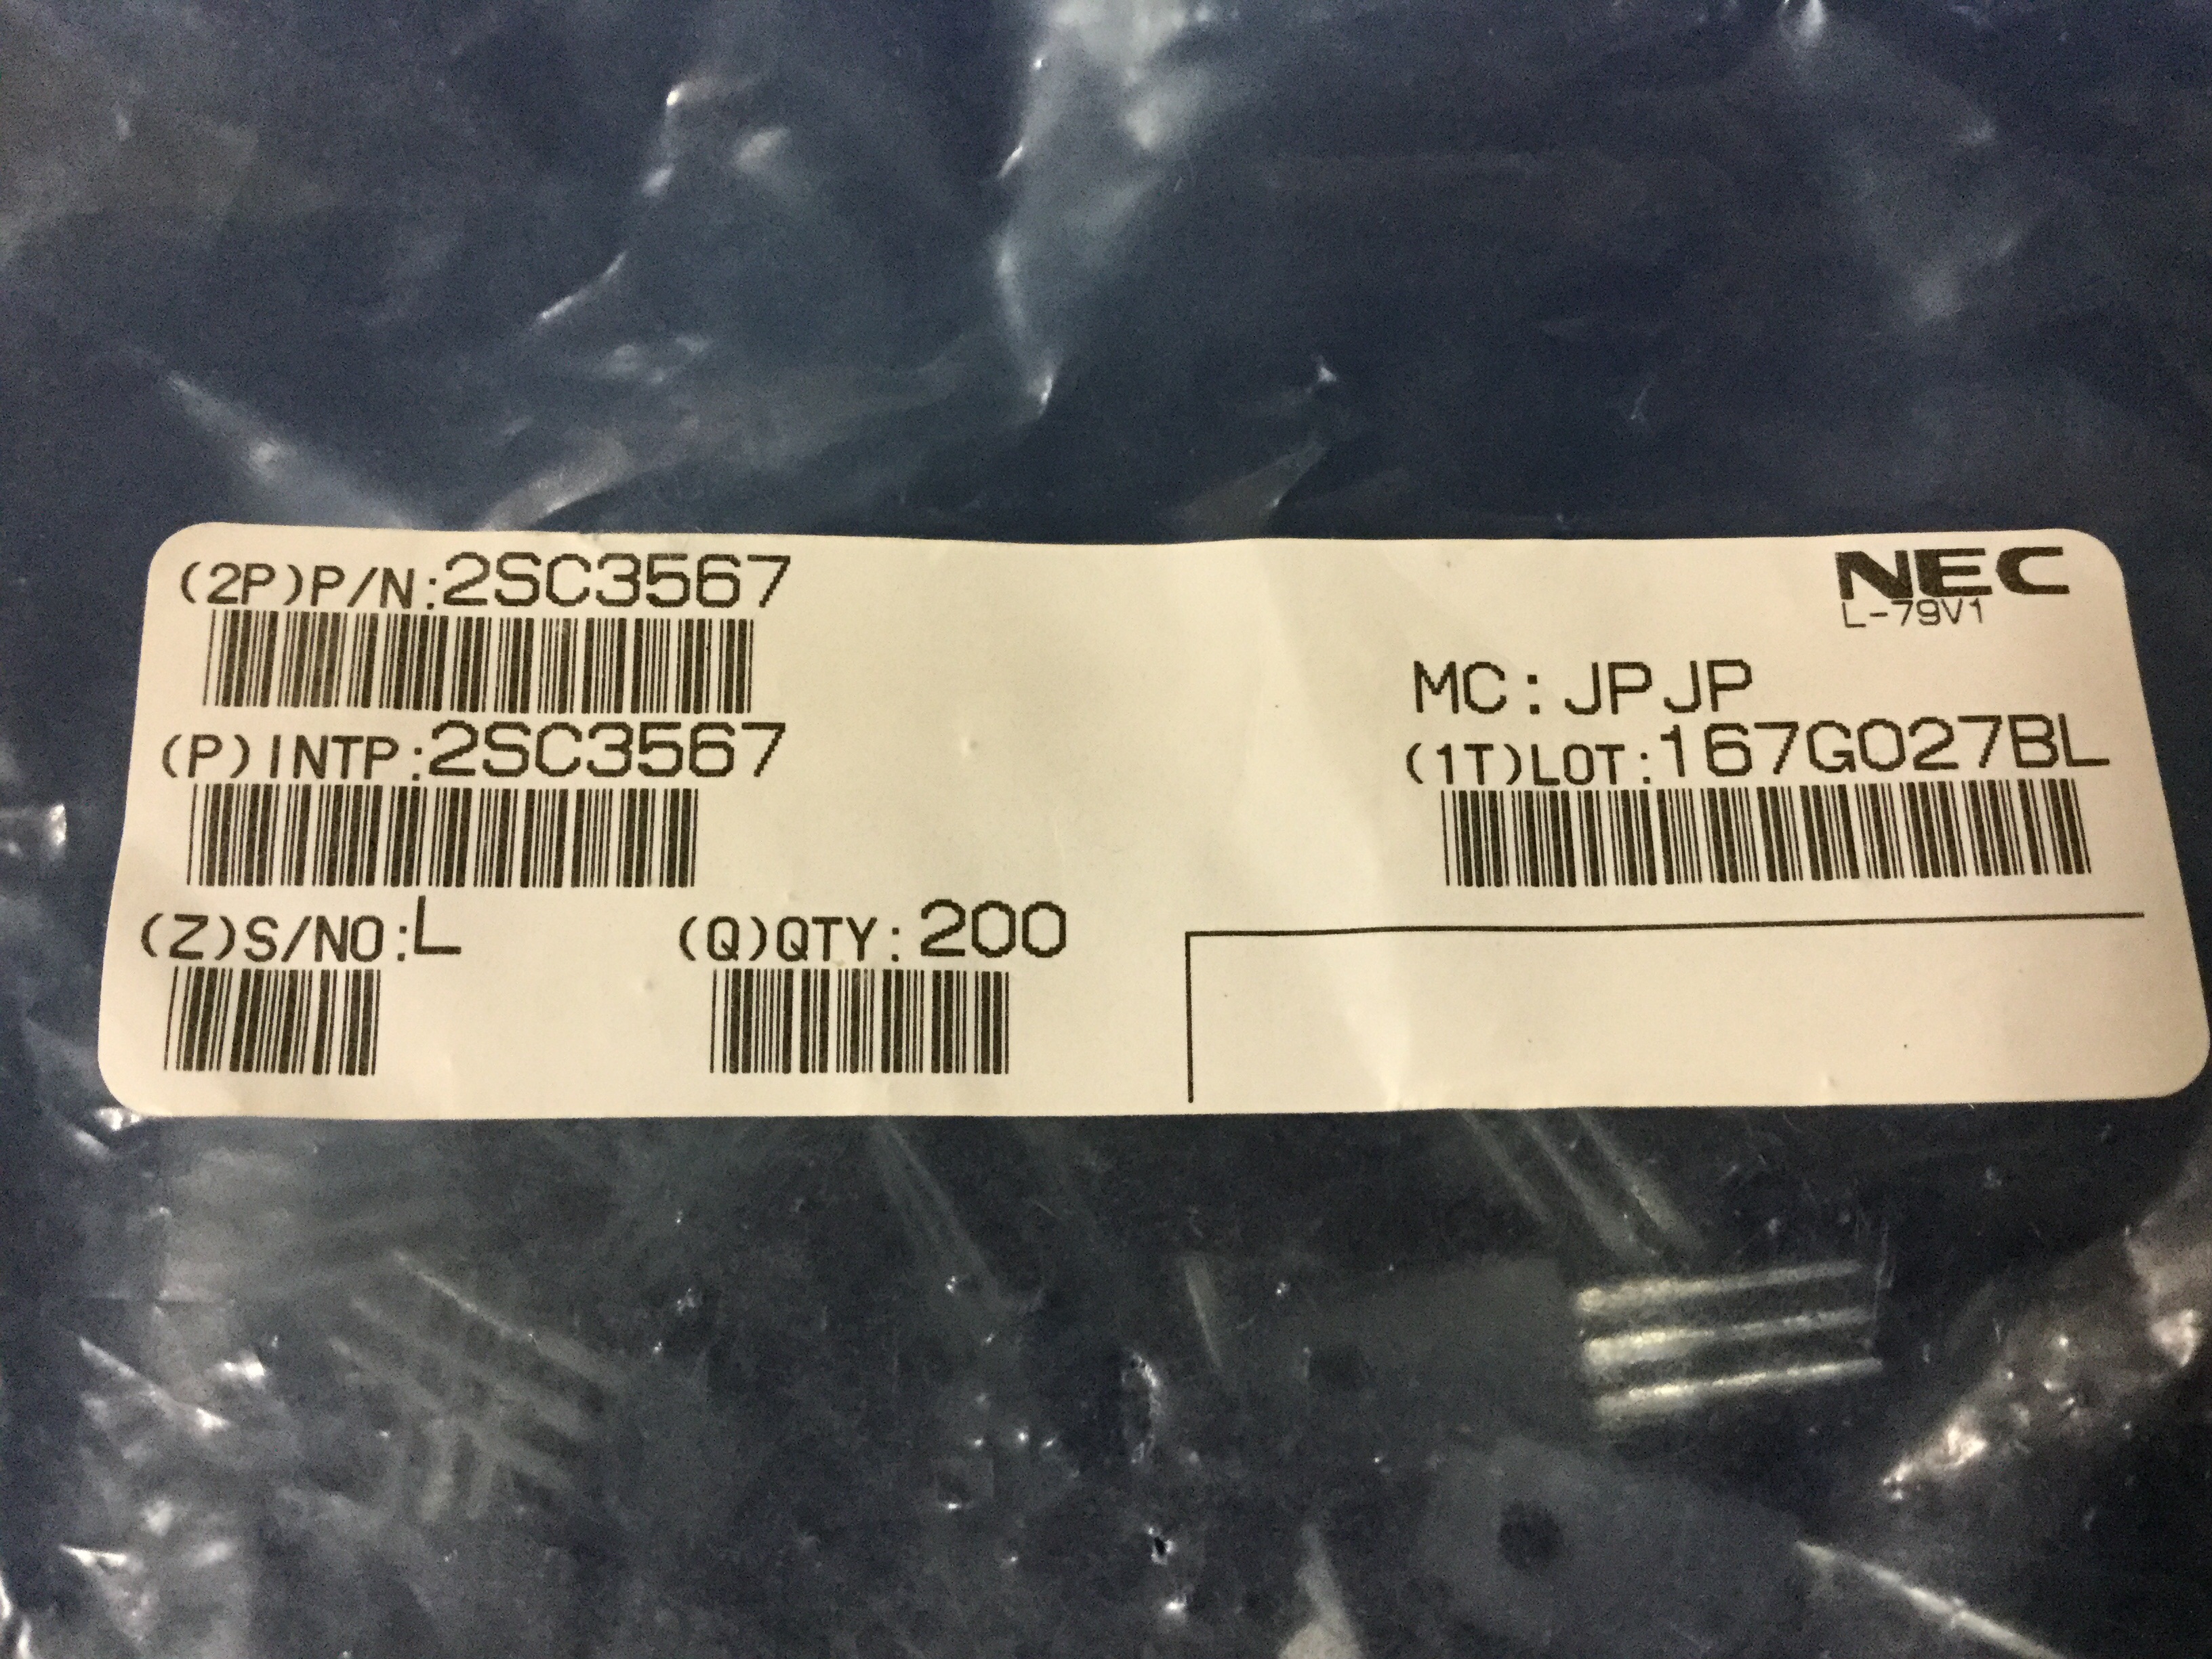 (2P)P/N:2SC3567
NEC
L-79V1
MC:JPJP
(P)INTP:2SC3567
(1T)LOT:167G027BL
(Z)S/NO:L
(Q)QTY:200